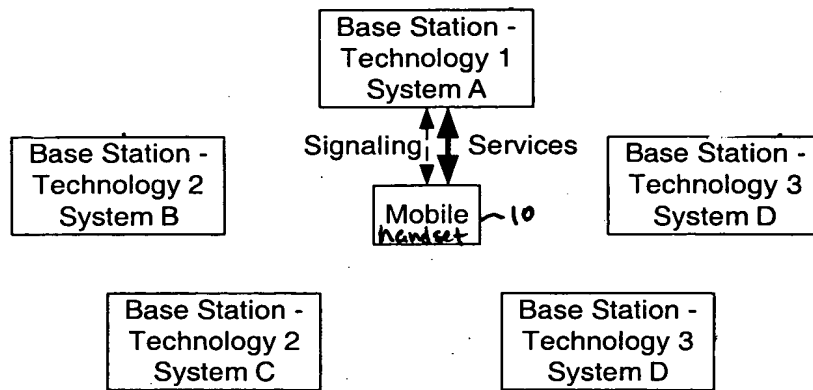 Base Station -
Technology 1
System A
Signaling
Services
Base Station -
Technology 2
System B
Mobile
handset
10
Base Station -
Technology 3
System D
Base Station -
Technology 2
System C
Base Station -
Technology 3
System D